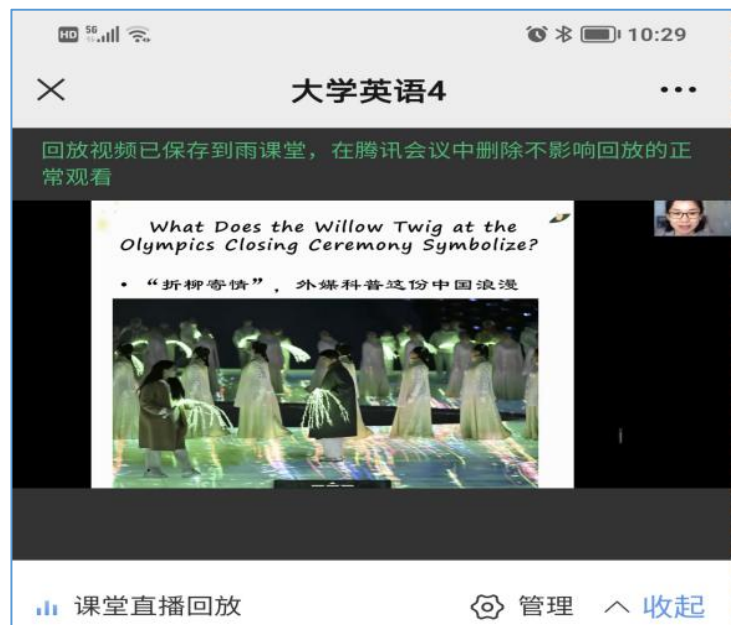 HD 5G 10:29
大学英语4
回放视频已保存到雨课堂，在腾讯会议中删除不影响回放的正
常观看
What Does the Willow Twig at the
Olympics Closing Ceremony Symbolize?
• “折柳寄情”，外媒科普这份中国浪漫
课堂直播回放 管理 收起